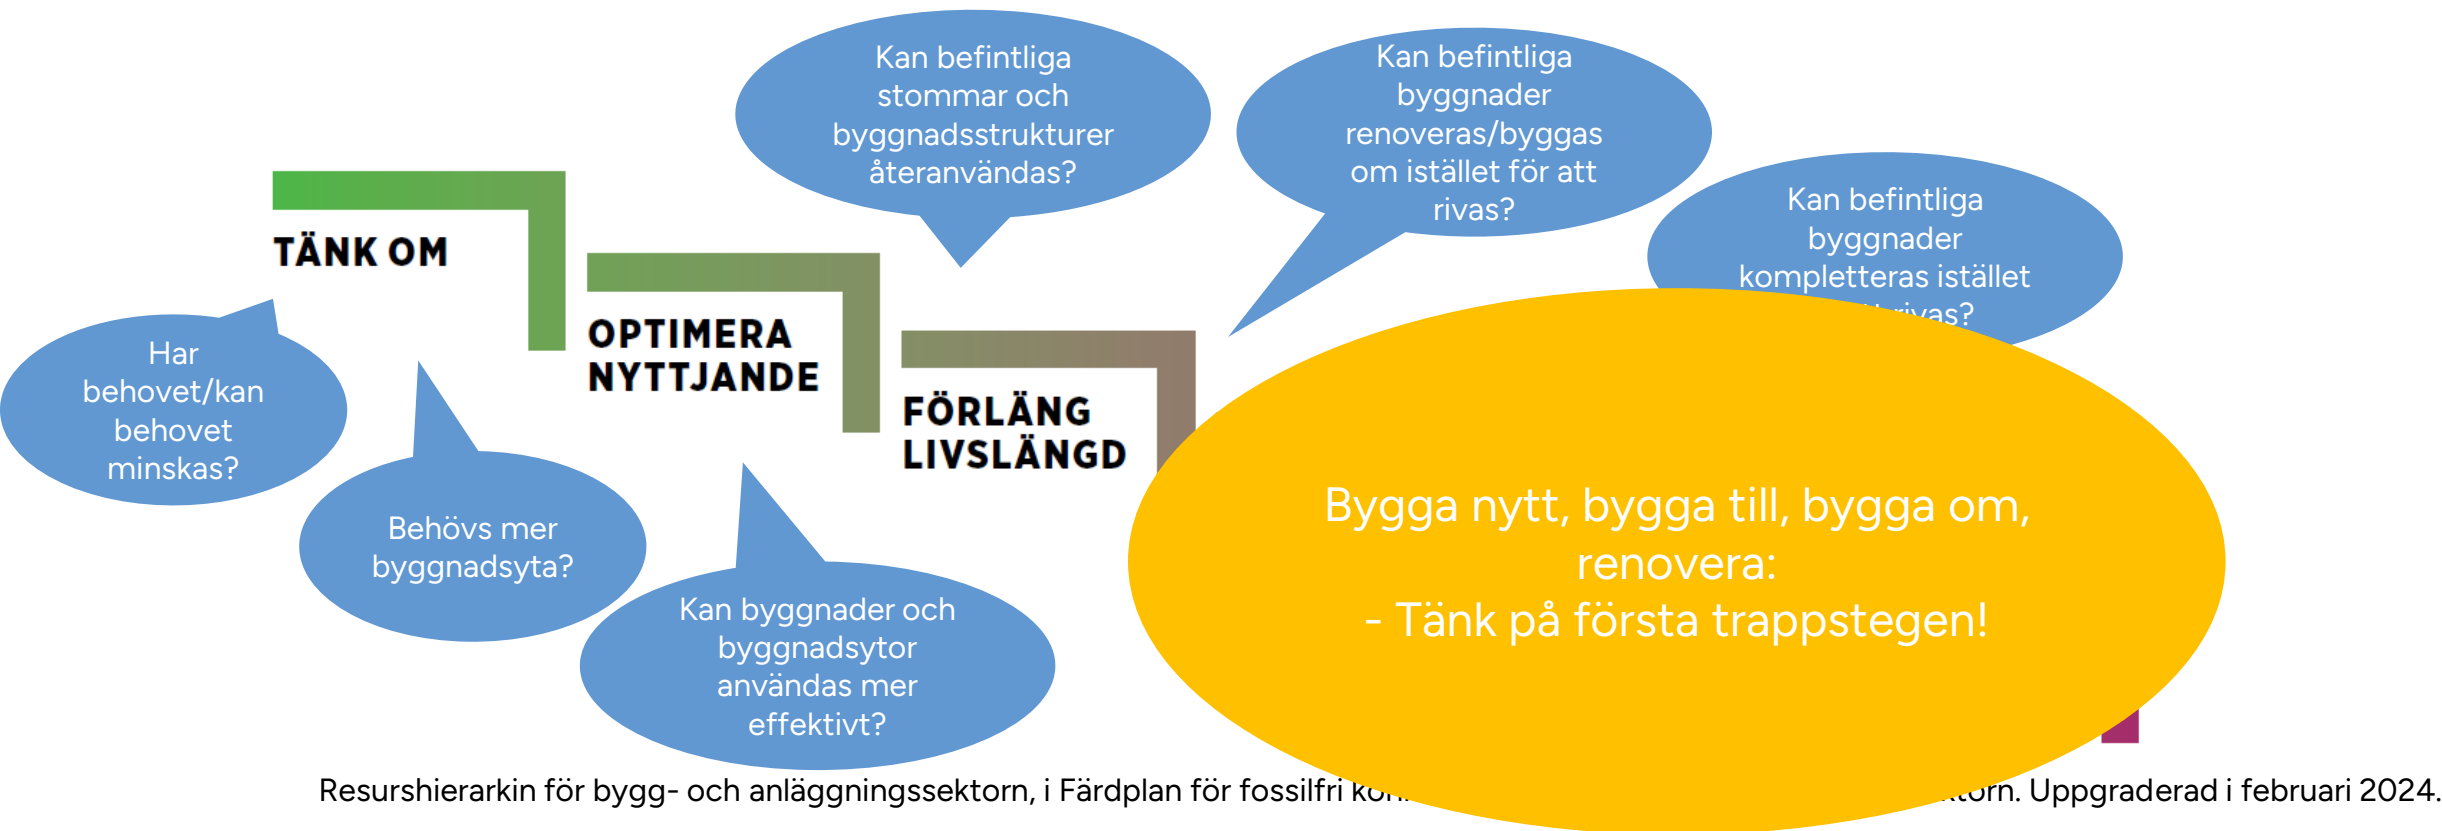 Kan befintliga
stommar och
byggnadsstrukturer
återanvändas?
Kan befintliga
byggnader
renoveras/byggas
om istället för att
rivas?
Kan befintliga
byggnader
kompletteras istället
rivas?
TÄNK OM
OPTIMERA
NYTTJANDE
FÖRLÄNG
LIVSLÄNGD
Har
behovet/kan
behovet
minskas?
Behövs mer
byggnadsyta?
Kan byggnader och
byggnadsytor
användas mer
effektivt?
Bygga nytt, bygga till, bygga om,
renovera:
- Tänk på första trappstegen!
Resurshierarkin för bygg- och anläggningssektorn, i Färdplan för fossilfri Uppgraderad i februari 2024.